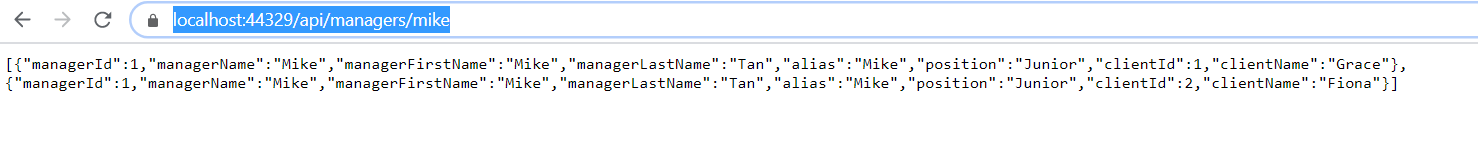 localhost:44329/api/managers/mike
[{"managerId":1,"managerName":"Mike","managerFirstName":"Mike","managerLastName":"Tan","alias":"Mike","position":"Junior","clientId":1,"clientName":"Grace"},
{"managerId":1,"managerName":"Mike","managerFirstName":"Mike","managerLastName":"Tan","alias":"Mike","position":"Junior","clientId":2,"clientName":"Fiona"}]